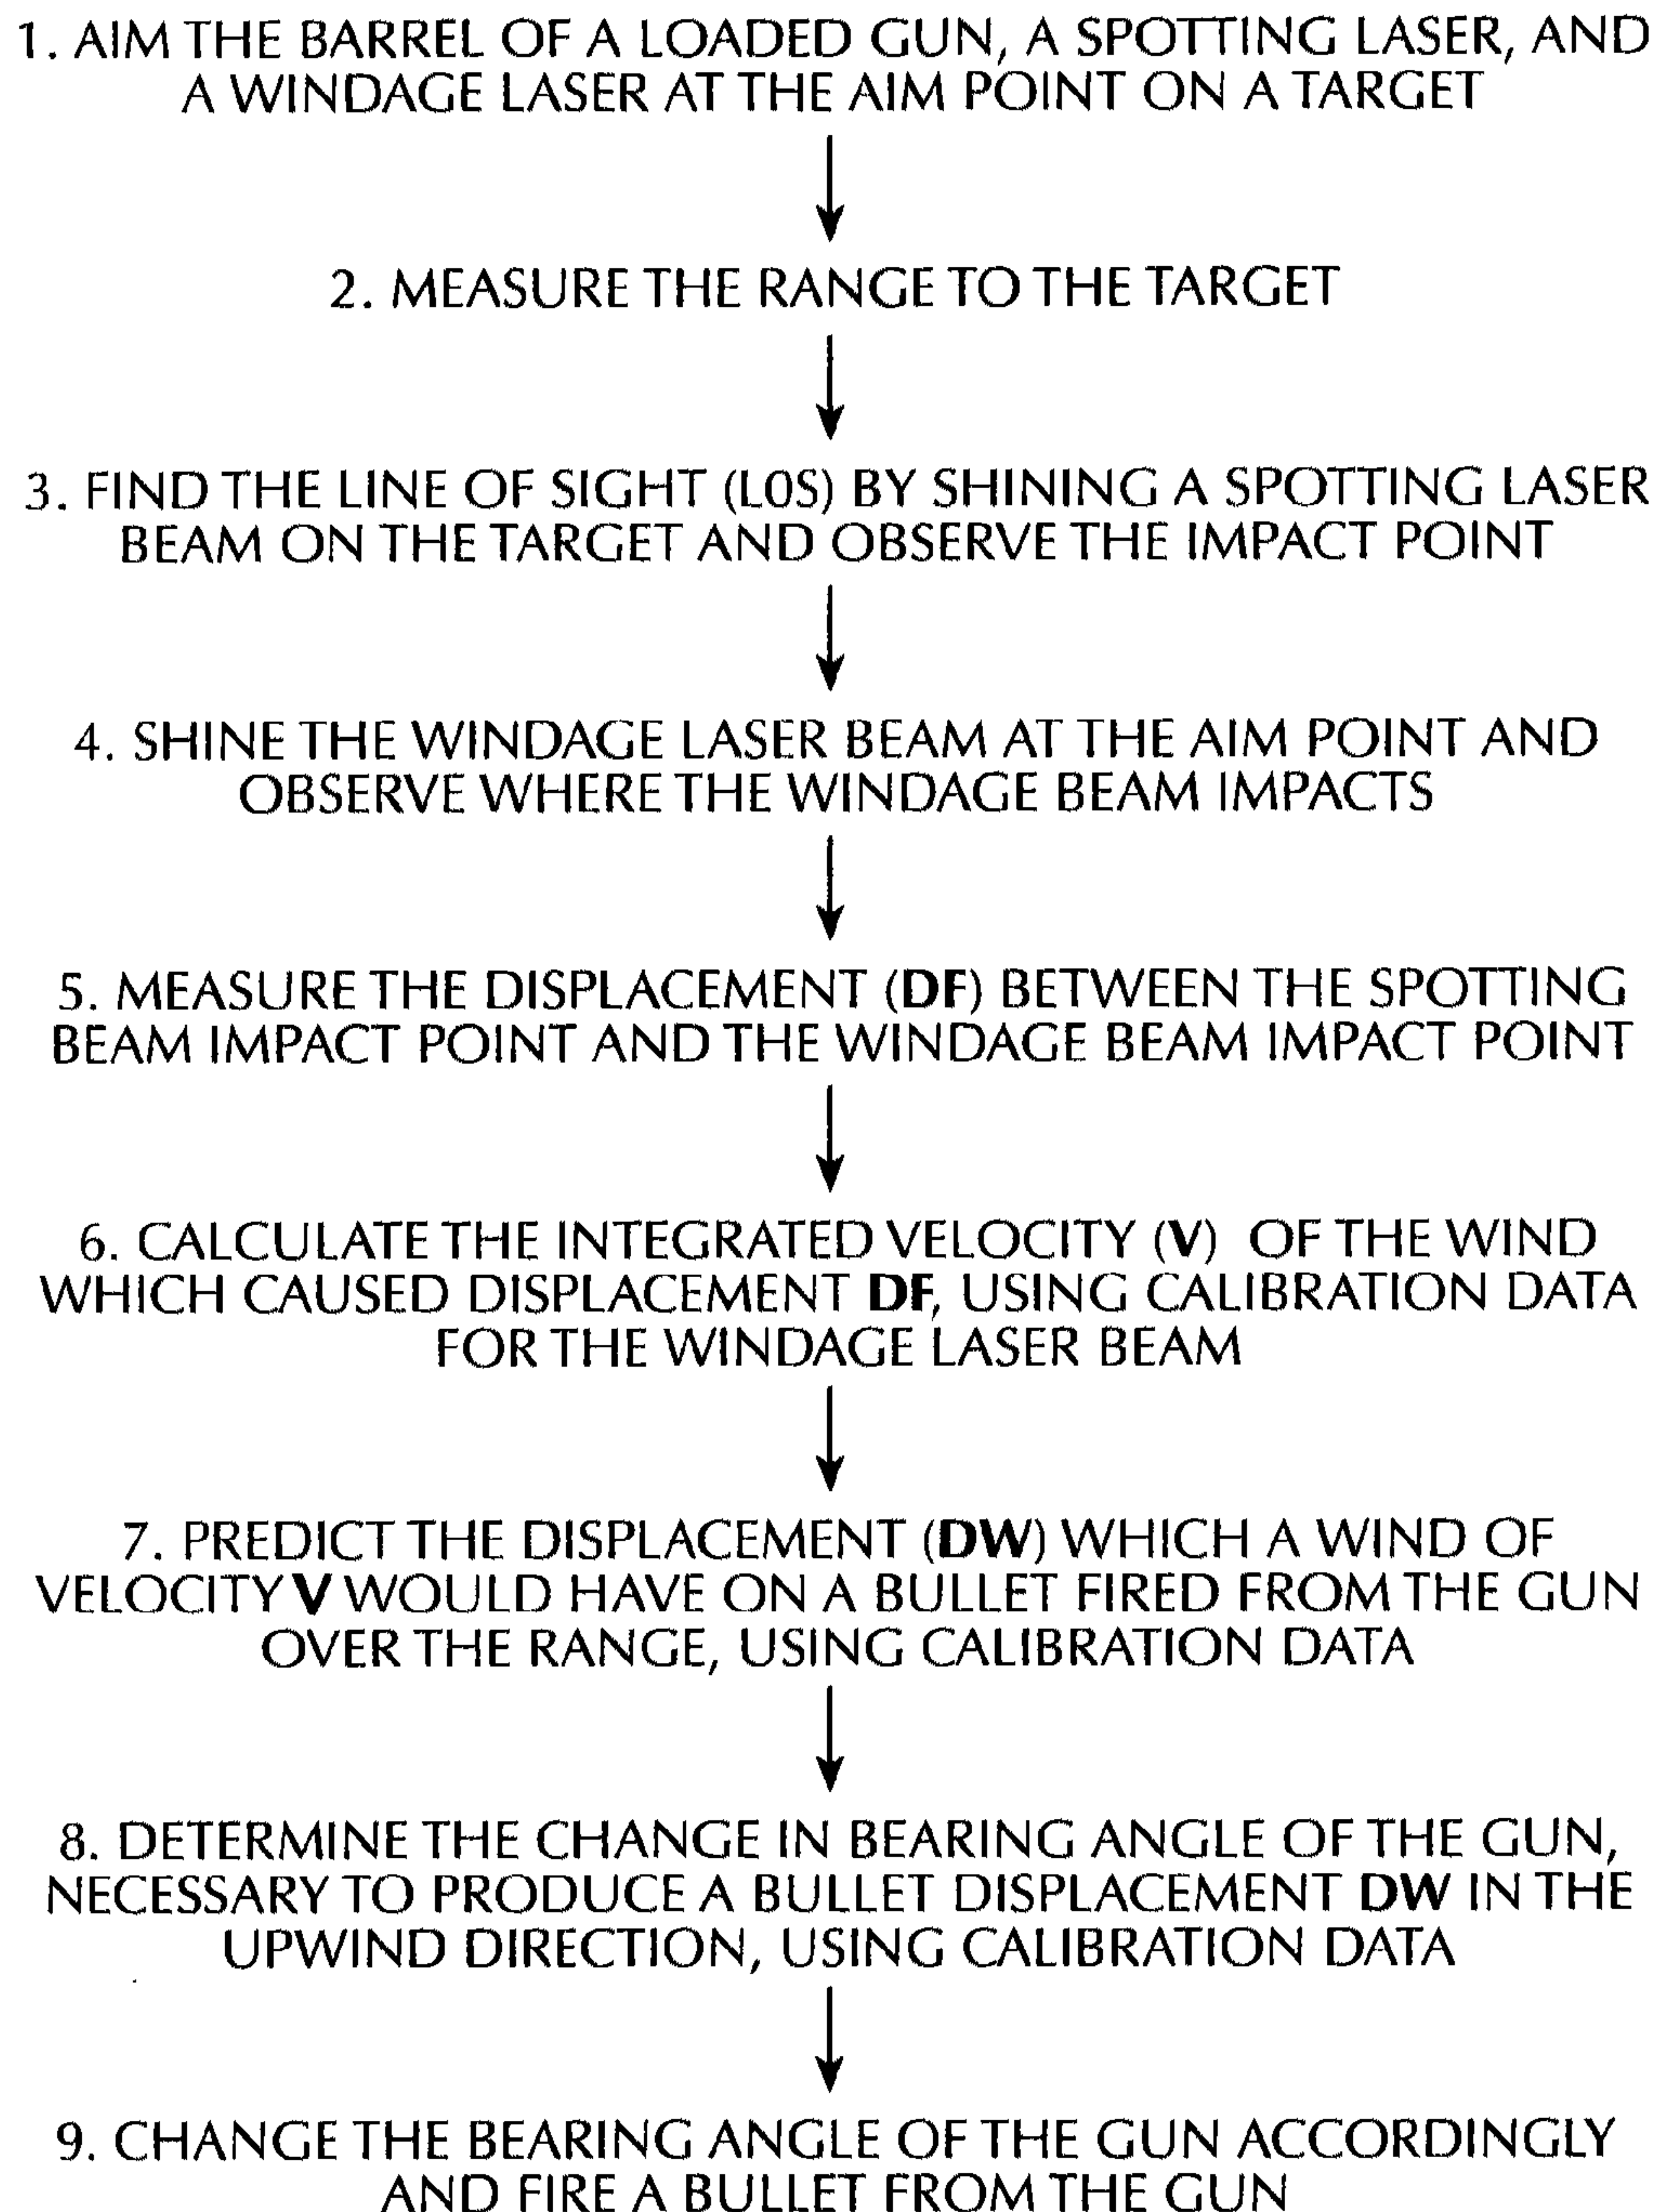 1. AIM THE BARREL OF A LOADED GUN, A SPOTTING LASER, AND
A WINDAGE LASER AT THE AIM POINT ON A TARGET
2. MEASURE THE RANGE TO THE TARGET
3. FIND THE LINE OF SIGHT (LOS) BY SHINING A SPOTTING LASER
BEAM ON THE TARGET AND OBSERVE THE IMPACT POINT
4. SHINE THE WINDAGE LASER BEAM AT THE AIM POINT AND
OBSERVE WHERE THE WINDAGE BEAM IMPACTS
5. MEASURE THE DISPLACEMENT (DF) BETWEEN THE SPOTTING
BEAM IMPACT POINT AND THE WINDAGE BEAM IMPACT POINT
6. CALCULATE THE INTEGRATED VELOCITY (V) OF THE WIND
WHICH CAUSED DISPLACEMENT DF, USING CALIBRATION DATA
FOR THE WINDAGE LASER BEAM
7. PREDICT THE DISPLACEMENT (DW) WHICH A WIND OF
VELOCITY V WOULD HAVE ON A BULLET FIRED FROM THE GUN
OVER THE RANGE, USING CALIBRATION DATA
8. DETERMINE THE CHANGE IN BEARING ANGLE OF THE GUN,
NECESSARY TO PRODUCE A BULLET DISPLACEMENT DW IN THE
UPWIND DIRECTION, USING CALIBRATION DATA
9. CHANGE THE BEARING ANGLE OF THE GUN ACCORDINGLY
AND FIRE A BULLET FROM THE GUN